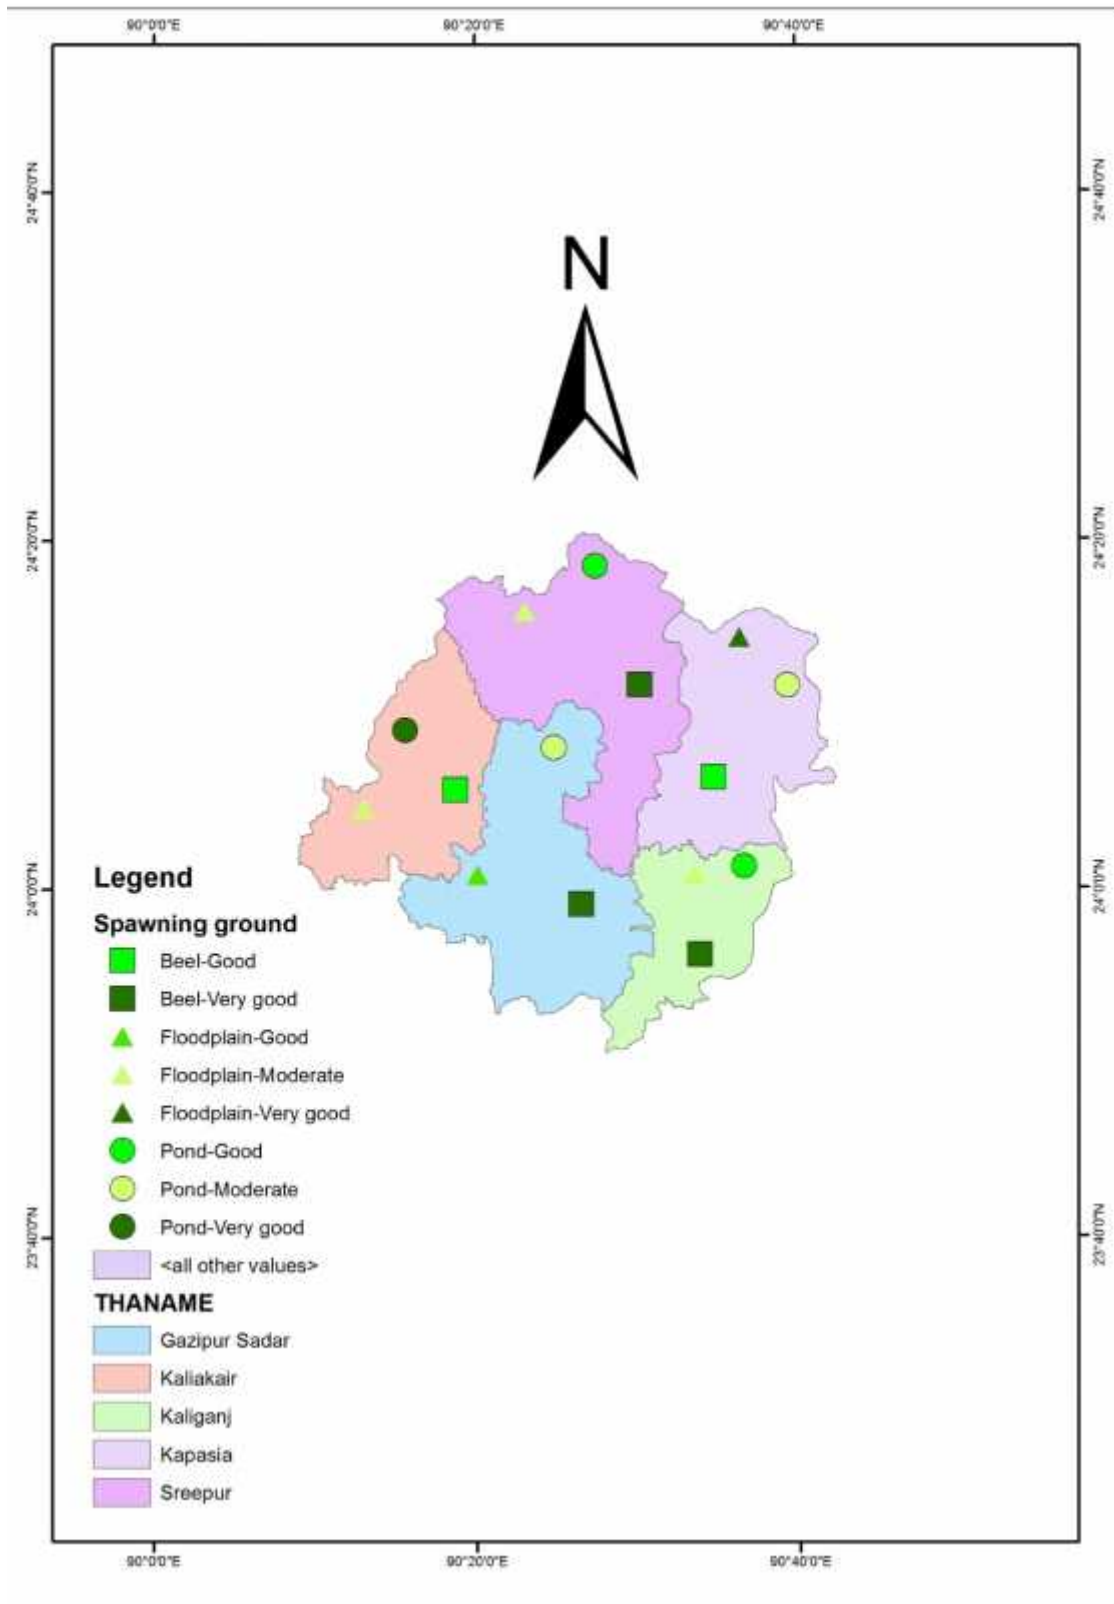 90°0'0"E 90°20'0"E 90°40'0"E
24°40'0"N 24°40'0"N
N
24°20'0"N 24°20'0"N
24°0'0"N 24°0'0"N
Legend
Spawning ground
Beel-Good
Beel-Very good
Floodplain-Good
Floodplain-Moderate
Floodplain-Very good
Pond-Good
Pond-Moderate
Pond-Very good
23°40'0"N 23°40'0"N
<all other values>
THANAME
Gazipur Sadar
Kaliakair
Kaliganj
Kapasia
Sreepur
90°0'0"E 90°20'0"E 90°40'0"E